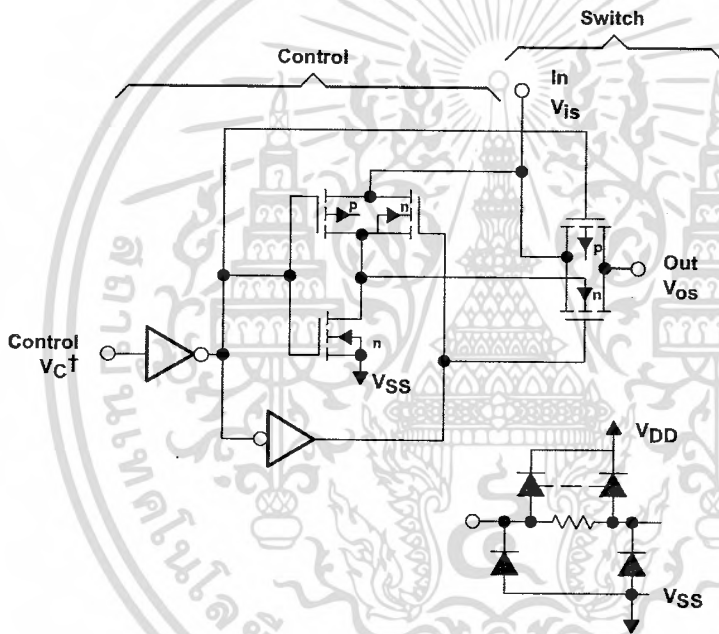 Switch
Control
In
Vis
p
n
p
Out
n
Vos
Control
VC†
n
VSS
VDD
VSS